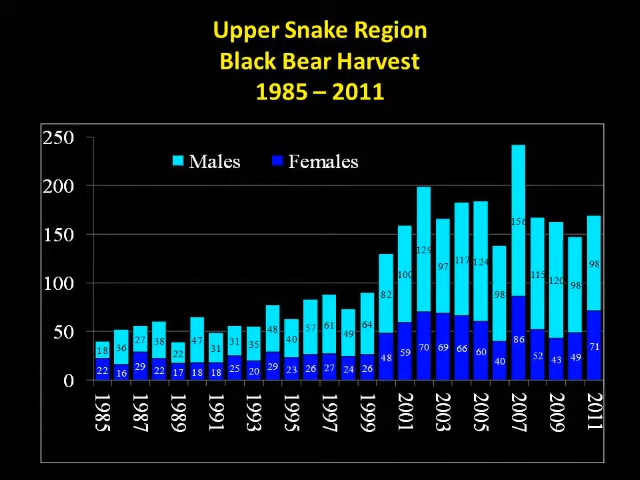 Upper Snake Region
Black Bear Harvest
1985 – 2011
250
Males Females
200
150
100
50
0
18 36 27 38 22 47 31 31 35 48 40 57 61 49 64 82 100 129 97 117 124 98 156 115 120 98 98
22 16 29 22 17 18 18 25 20 29 23 26 27 24 26 48 59 70 69 66 60 40 86 52 43 49 71
1985 1987 1989 1991 1993 1995 1997 1999 2001 2003 2005 2007 2009 2011